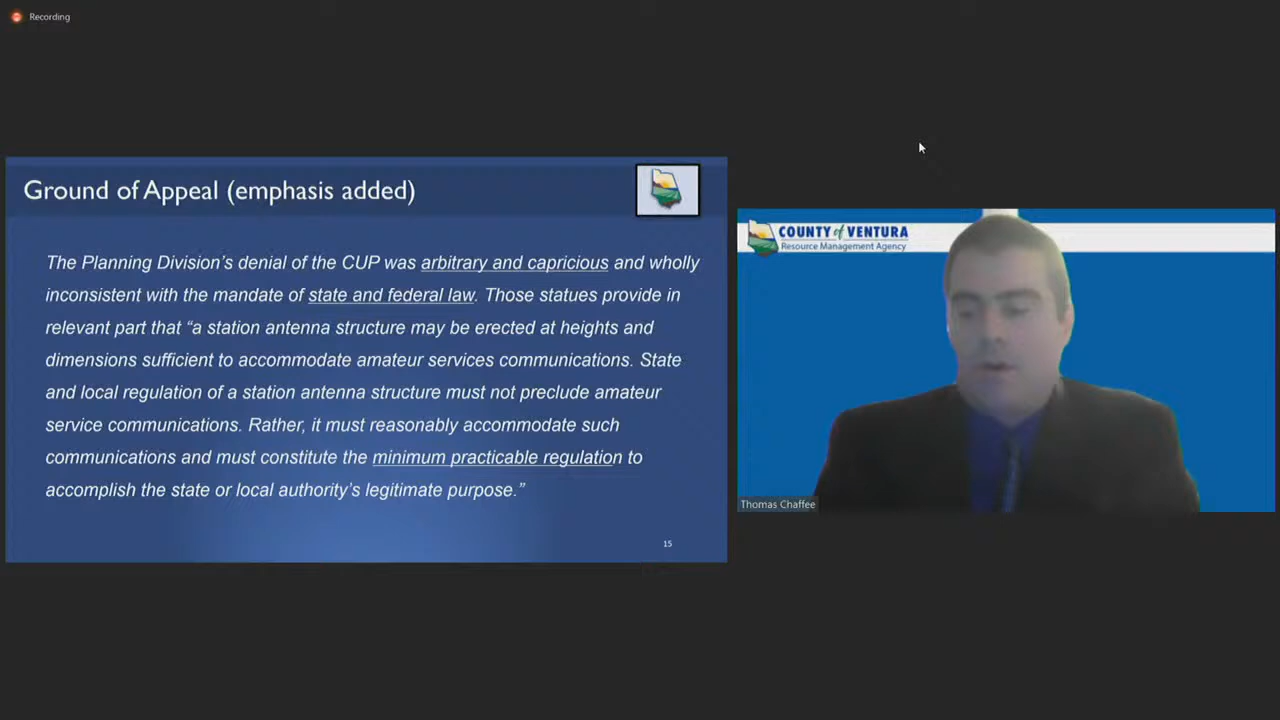 Recording
Ground of Appeal (emphasis added)
The Planning Division's denial of the CUP was arbitrary and capricious and wholly
inconsistent with the mandate of state and federal law. Those statues provide in
relevant part that “a station antenna structure may be erected at heights and
dimensions sufficient to accommodate amateur services communications. State
and local regulation of a station antenna structure must not preclude amateur
service communications. Rather, it must reasonably accommodate such
communications and must constitute the minimum practicable regulation to
accomplish the state or local authority's legitimate purpose.”
15
COUNTY of VENTURA
Resource Management Agency
Thomas Chaffee